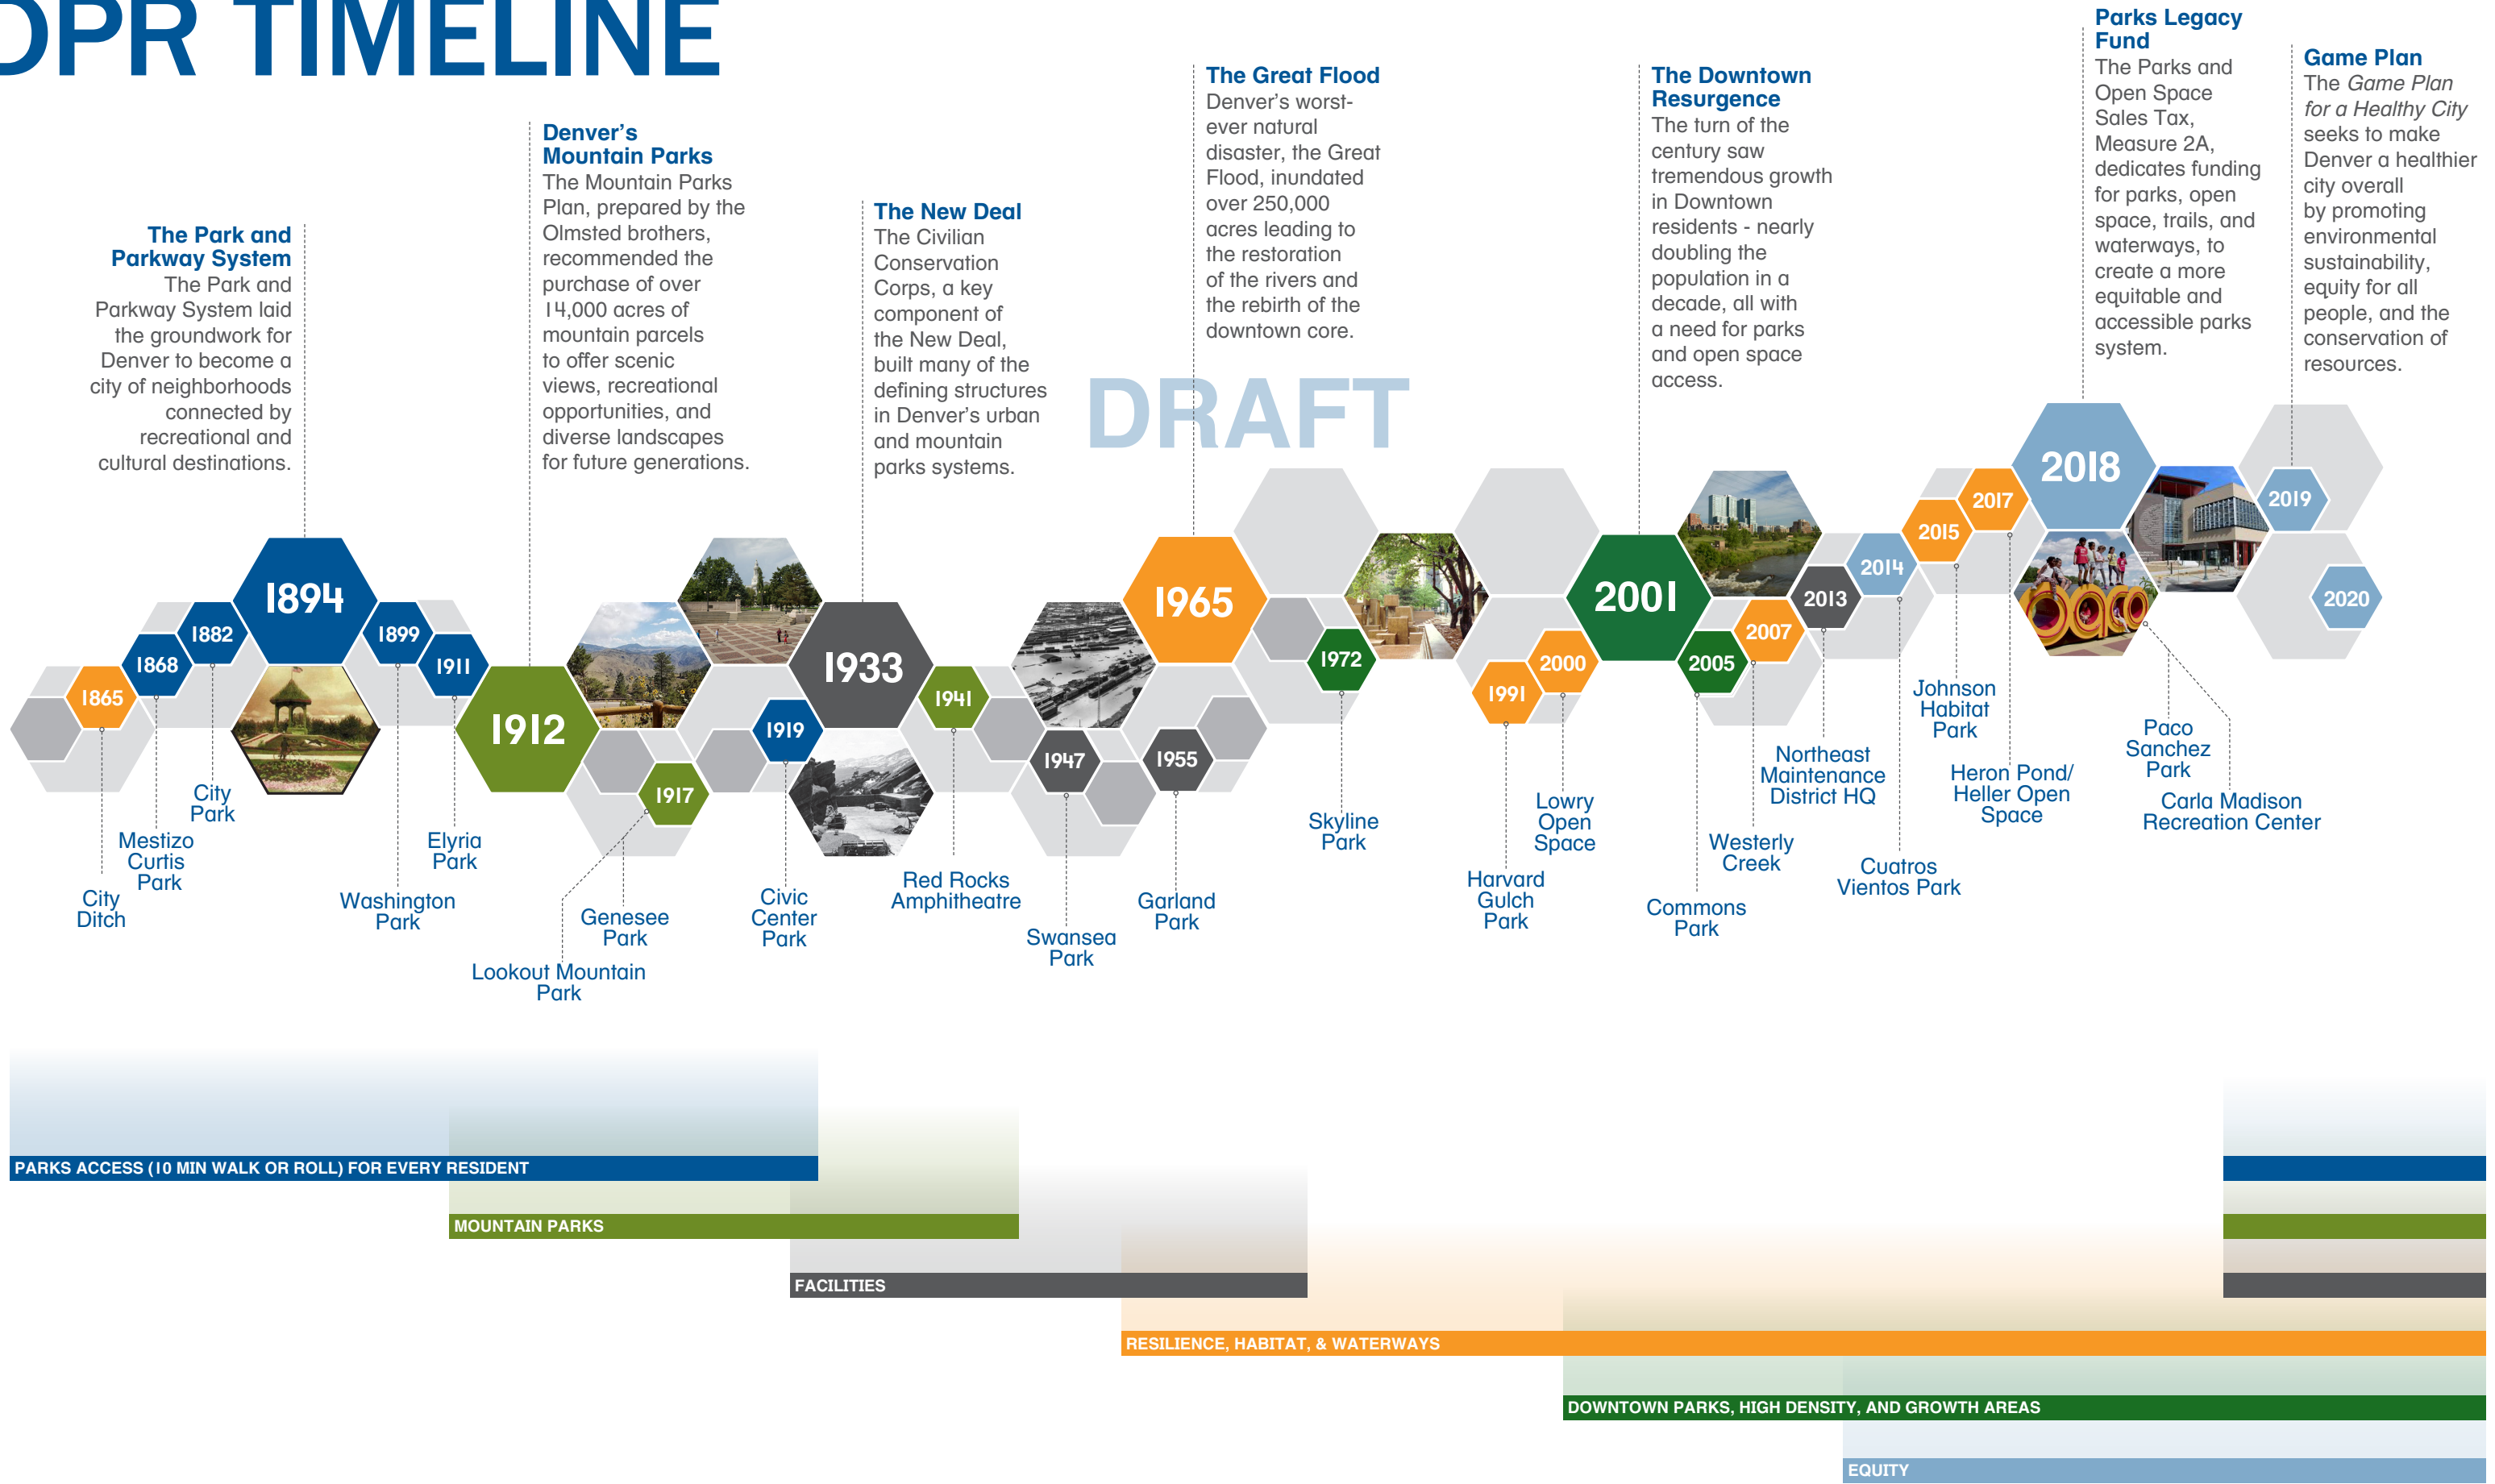 DPR TIMELINE
The Park and
Parkway System
The Park and
Parkway System laid
the groundwork for
Denver to become a
city of neighborhoods
connected by
recreational and
cultural destinations.
Denver's
Mountain Parks
The Mountain Parks
Plan, prepared by the
Olmsted brothers,
recommended the
purchase of over
14,000 acres of
mountain parcels
to offer scenic
views, recreational
opportunities, and
diverse landscapes
for future generations.
The New Deal
The Civilian
Conservation
Corps, a key
component of
the New Deal,
built many of the
defining structures
in Denver's urban
and mountain
parks systems.
The Great Flood
Denver's worst-
ever natural
disaster, the Great
Flood, inundated
over 250,000
acres leading to
the restoration
of the rivers and
the rebirth of the
downtown core.
The Downtown
Resurgence
The turn of the
century saw
tremendous growth
in Downtown
residents - nearly
doubling the
population in a
decade, all with
a need for parks
and open space
access.
Parks Legacy
Fund
The Parks and
Open Space
Sales Tax,
Measure 2A,
dedicates funding
for parks, open
space, trails, and
waterways, to
create a more
equitable and
accessible parks
system.
Game Plan
The Game Plan
for a Healthy City
seeks to make
Denver a healthier
city overall
by promoting
environmental
sustainability,
equity for all
people, and the
conservation of
resources.
DRAFT
1865
1868
1882
1894
1899
1911
1912
1917
1919
1933
1941
1947
1955
1965
1972
1991
2000
2001
2005
2007
2013
2014
2015
2017
2018
2019
2020
paco
City
Ditch
Mestizo
Curtis
Park
City
Park
Washington
Park
Elyria
Park
Lookout Mountain
Park
Genesee
Park
Civic
Center
Park
Red Rocks
Amphitheatre
Swansea
Park
Garland
Park
Skyline
Park
Harvard
Gulch
Park
Lowry
Open
Space
Commons
Park
Westerly
Creek
Northeast
Maintenance
District HQ
Cuatros
Vientos Park
Johnson
Habitat
Park
Heron Pond/
Heller Open
Space
Paco
Sanchez
Park
Carla Madison
Recreation Center
PARKS ACCESS (10 MIN WALK OR ROLL) FOR EVERY RESIDENT
MOUNTAIN PARKS
FACILITIES
RESILIENCE, HABITAT, & WATERWAYS
DOWNTOWN PARKS, HIGH DENSITY, AND GROWTH AREAS
EQUITY